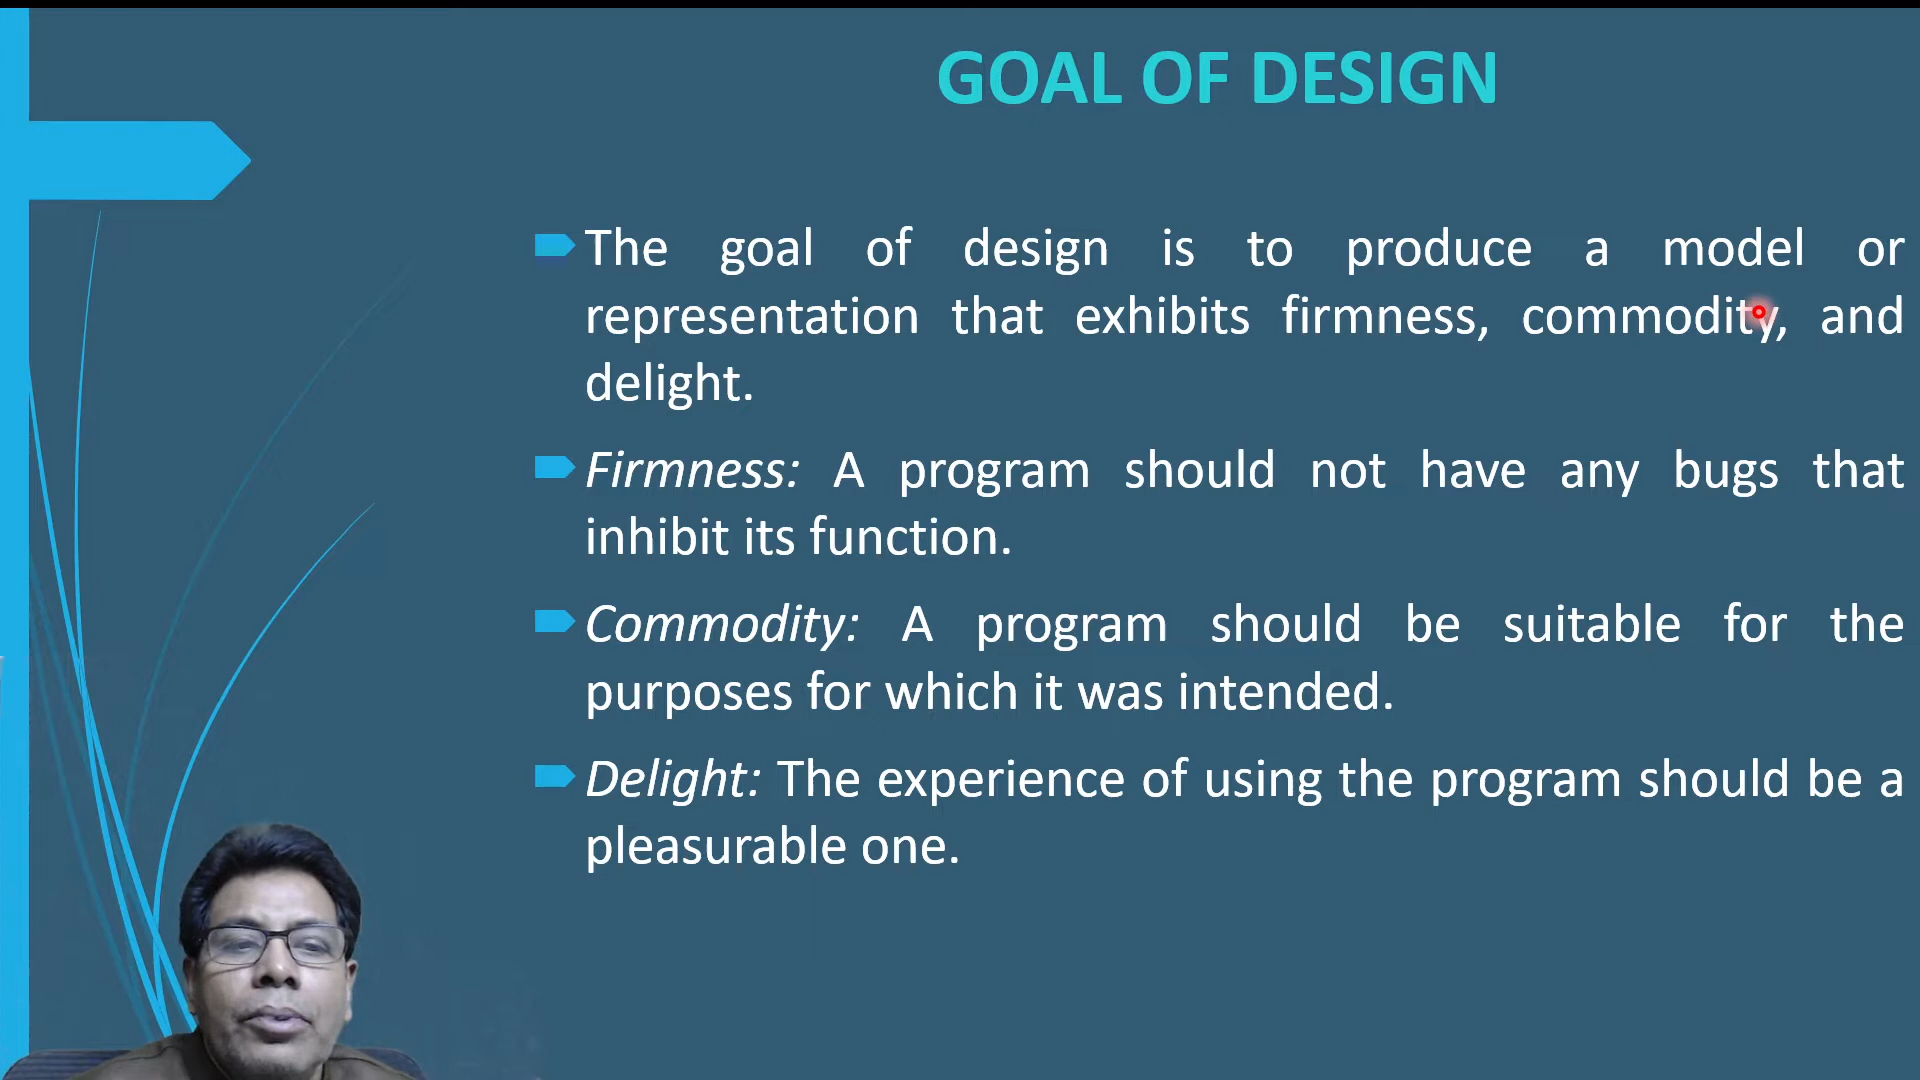 GOAL OF DESIGN
The goal of design is to produce a model or
representation that exhibits firmness, commodity, and
delight.
Firmness: A program should not have any bugs that
inhibit its function.
Commodity: A program should be suitable for the
purposes for which it was intended.
Delight: The experience of using the program should be a
pleasurable one.